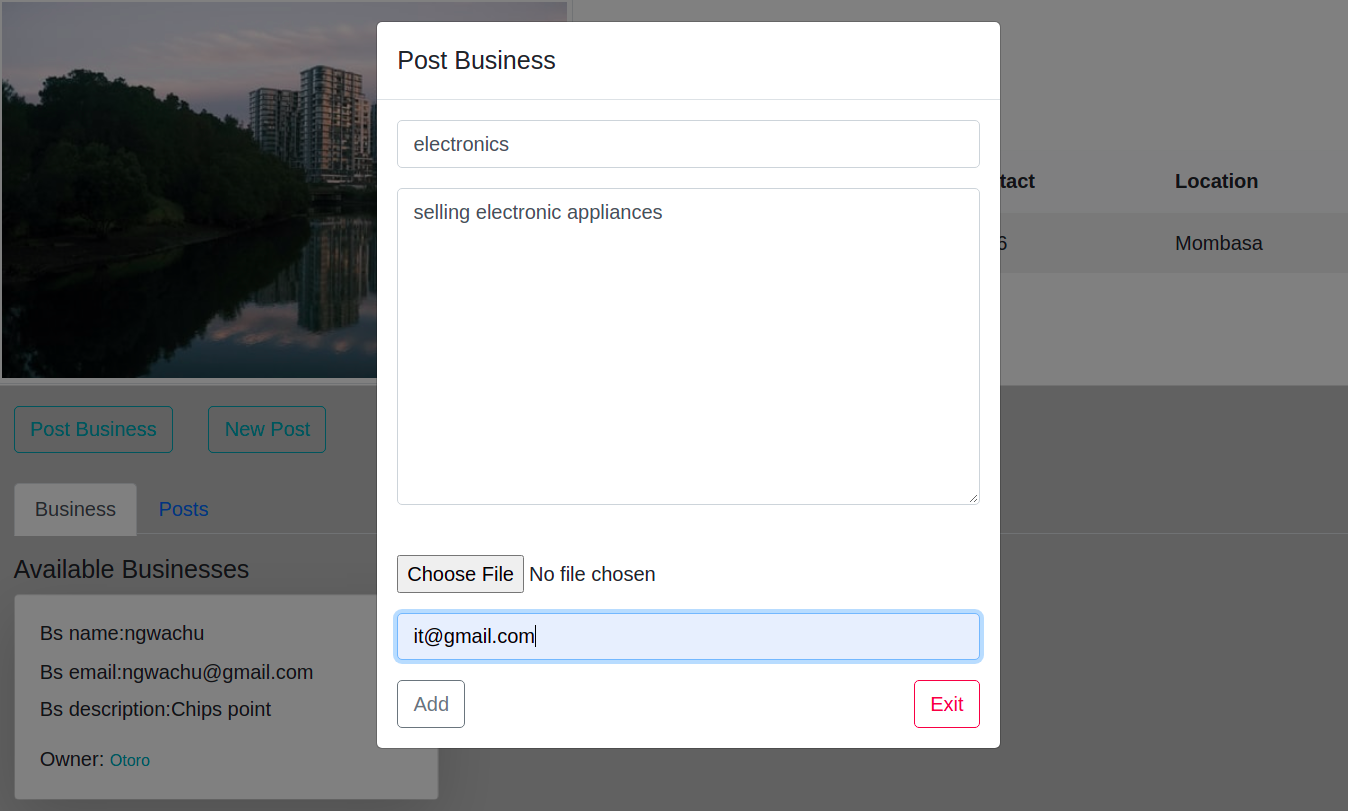 Post Business
electronics
selling electronic appliances
Choose File No file chosen
it@gmail.com
Add Exit
Location
Mombasa
Post Business New Post
Business Posts
Available Businesses
Bs name:ngwachu
Bs email:ngwachu@gmail.com
Bs description:Chips point
Owner: Otoro